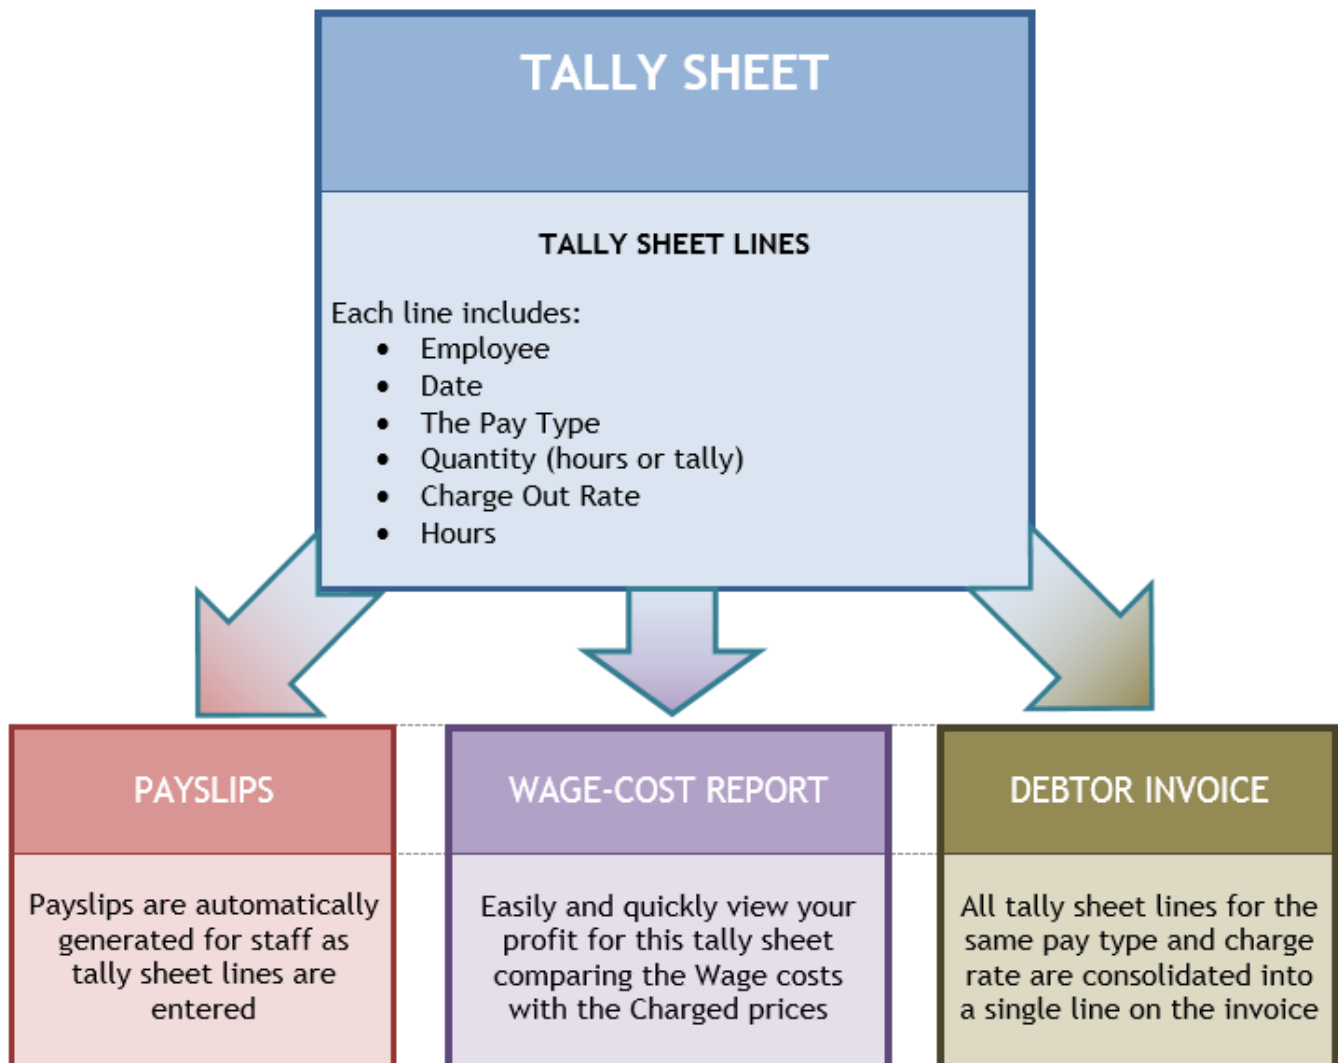 TALLY SHEET
TALLY SHEET LINES
Each line includes:
• Employee
• Date
• The Pay Type
• Quantity (hours or tally)
• Charge Out Rate
• Hours
PAYSLIPS
Payslips are automatically
generated for staff as
tally sheet lines are
entered
WAGE-COST REPORT
Easily and quickly view your
profit for this tally sheet
comparing the Wage costs
with the Charged prices
DEBTOR INVOICE
All tally sheet lines for the
same pay type and charge
rate are consolidated into
a single line on the invoice